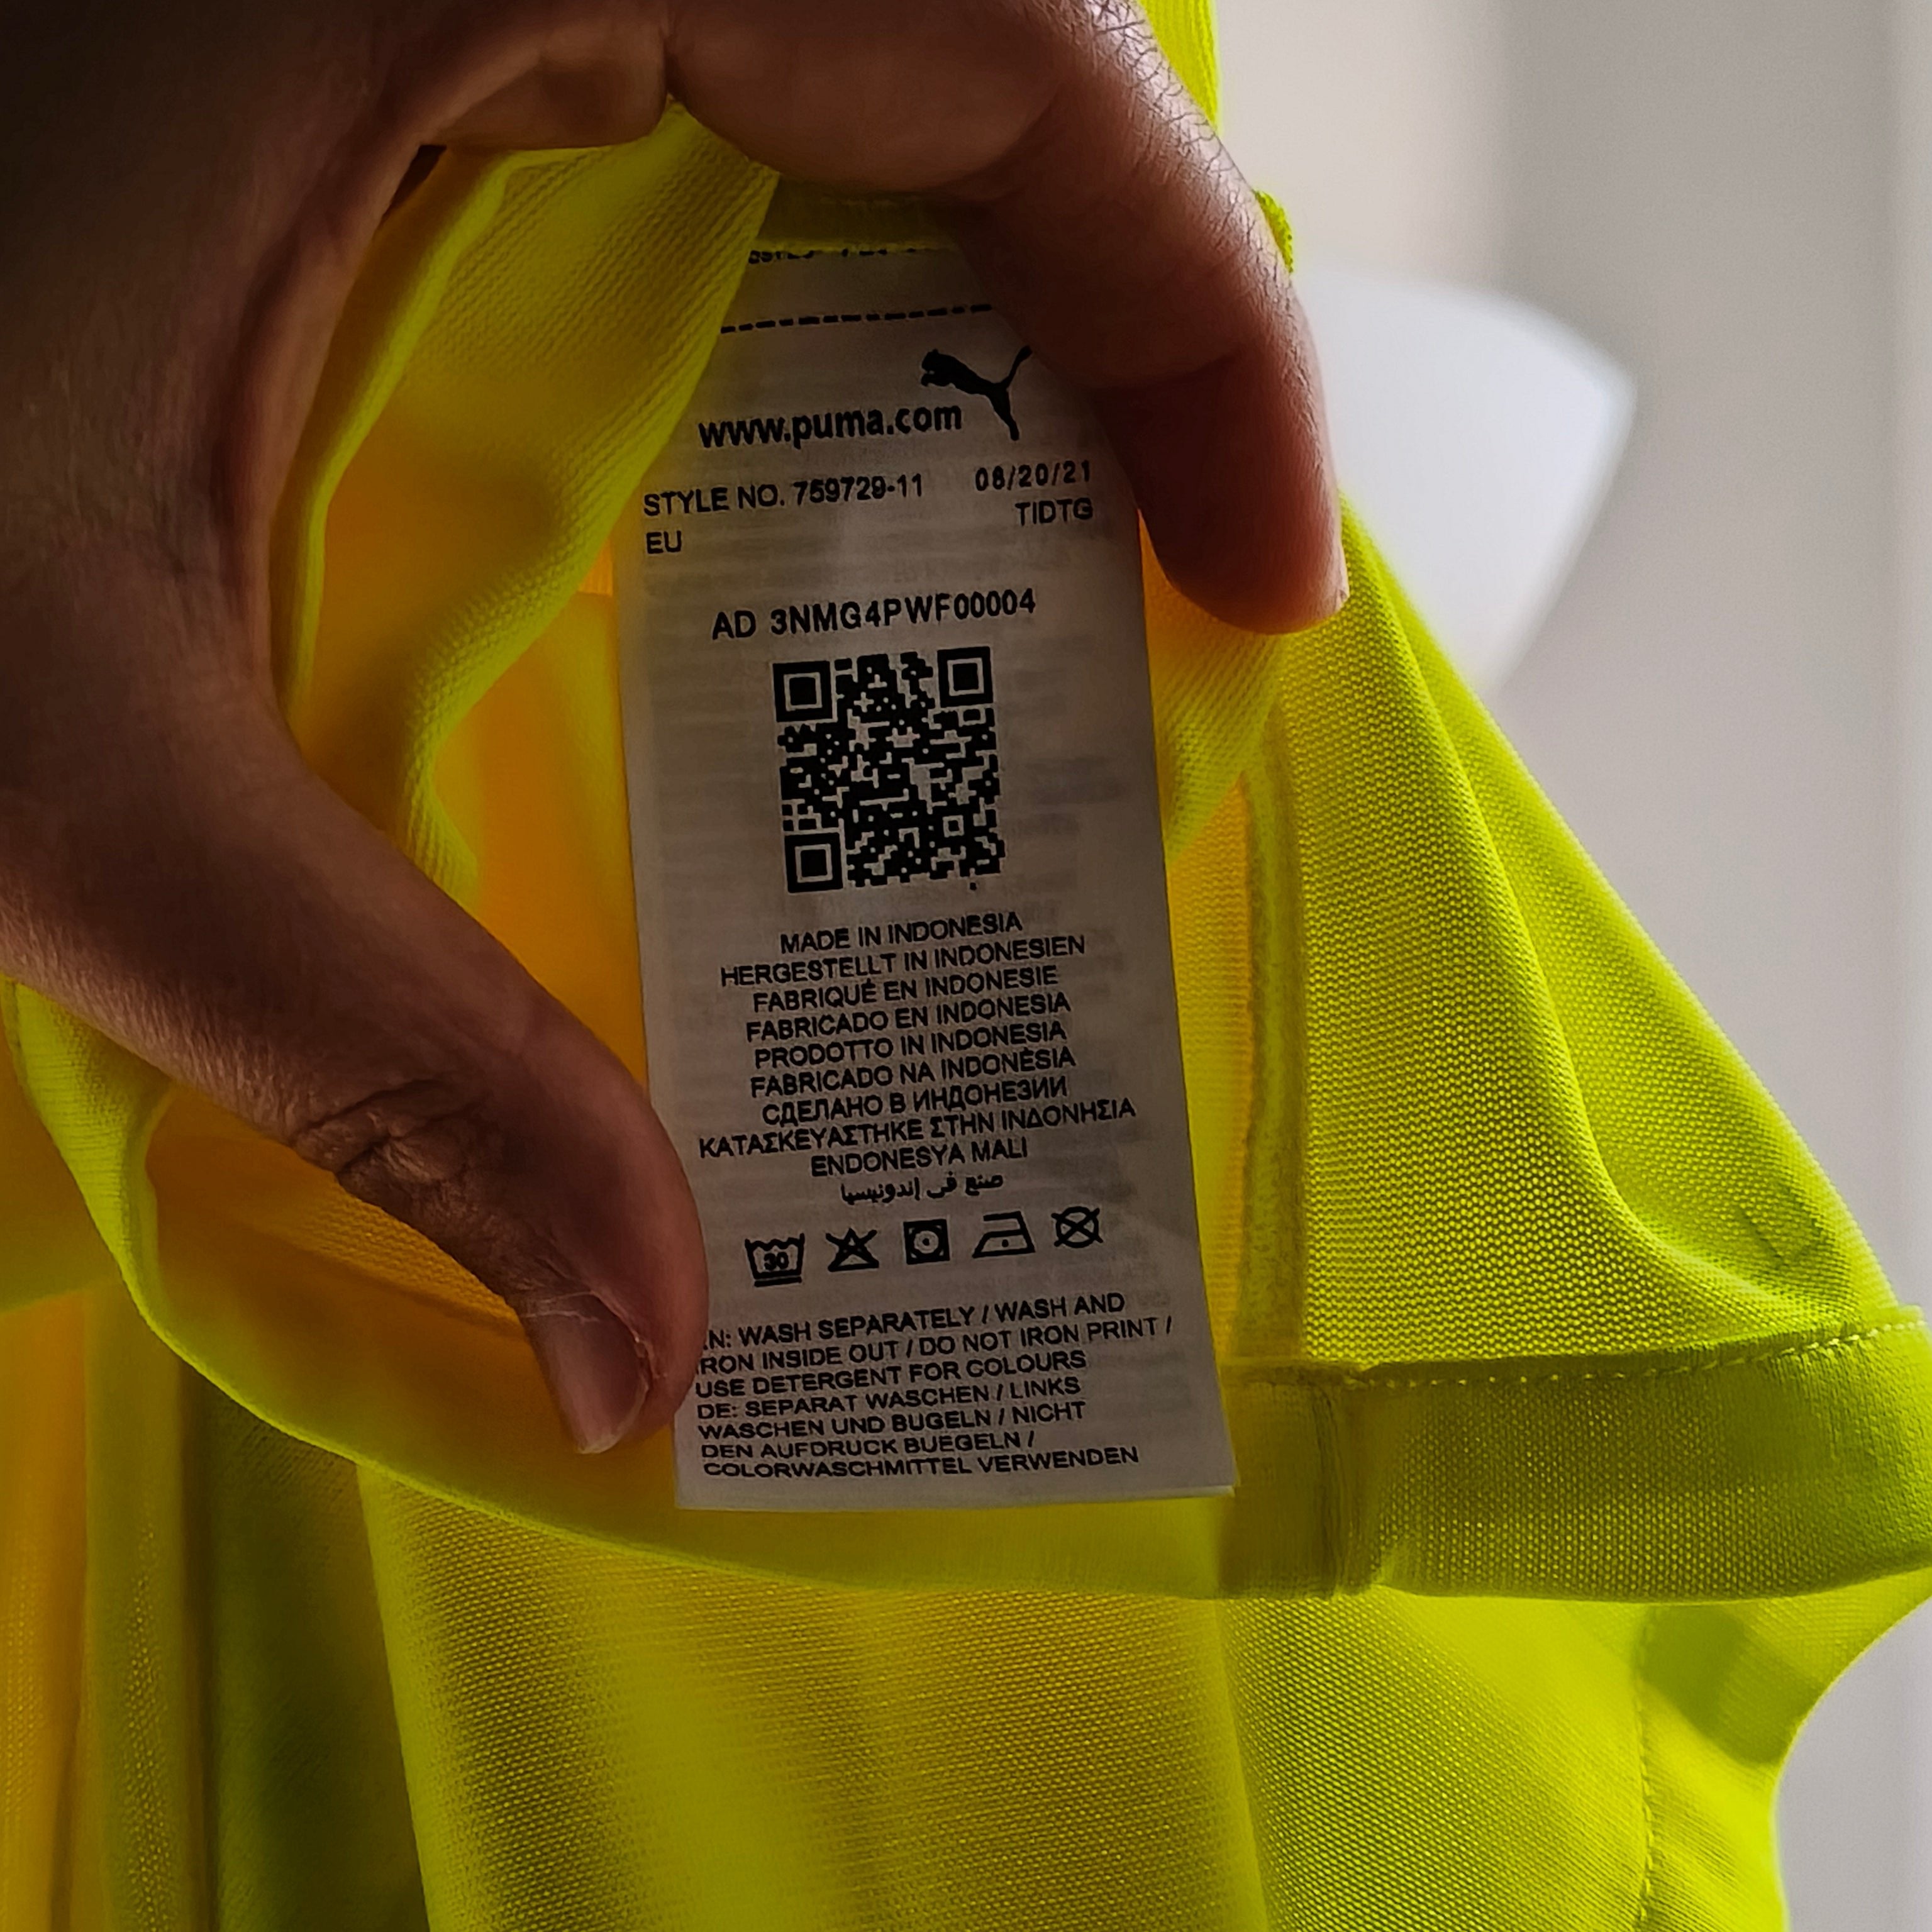 www.puma.com
STYLE NO. 759729-11 08/20/21
EU TIDTG
AD 3NMG4PWF00004
MADE IN INDONESIA
HERGESTELLT IN INDONESIEN
FABRIQUÉ EN INDONESIE
FABRICADO EN INDONESIA
PRODOTTO IN INDONESIA
FABRICADO NA INDONÉSIA
СДЕЛАНО В ИНДОНЕЗИИ
ΚΑΤΑΣΚΕΥΑΣΤΗΚΕ ΣΤΗΝ ΙΝΔΟΝΗΣΙΑ
ENDONESYA MALI
صنع في إندونيسيا
30
WASH SEPARATELY / WASH AND
IRON INSIDE OUT / DO NOT IRON PRINT /
USE DETERGENT FOR COLOURS
DE: SEPARAT WASCHEN / LINKS
WASCHEN UND BUGELN / NICHT
DEN AUFDRUCK BUEGELN /
COLORWASCHMITTEL VERWENDEN